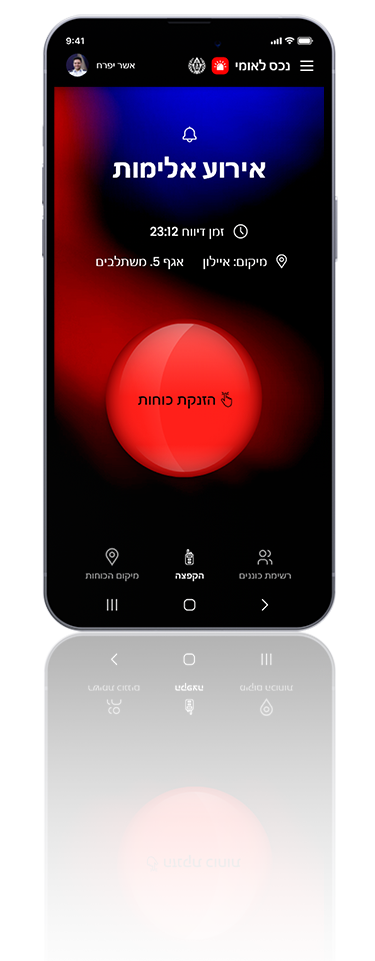 9:41
נכס לאומי
אשר יפרח
אירוע אלימות
זמן דיווח 23:12
מיקום: איילון אגף 5. משתלבים
הזנקת כוחות
רשימת כוננים
הקפצה
מיקום הכוחות